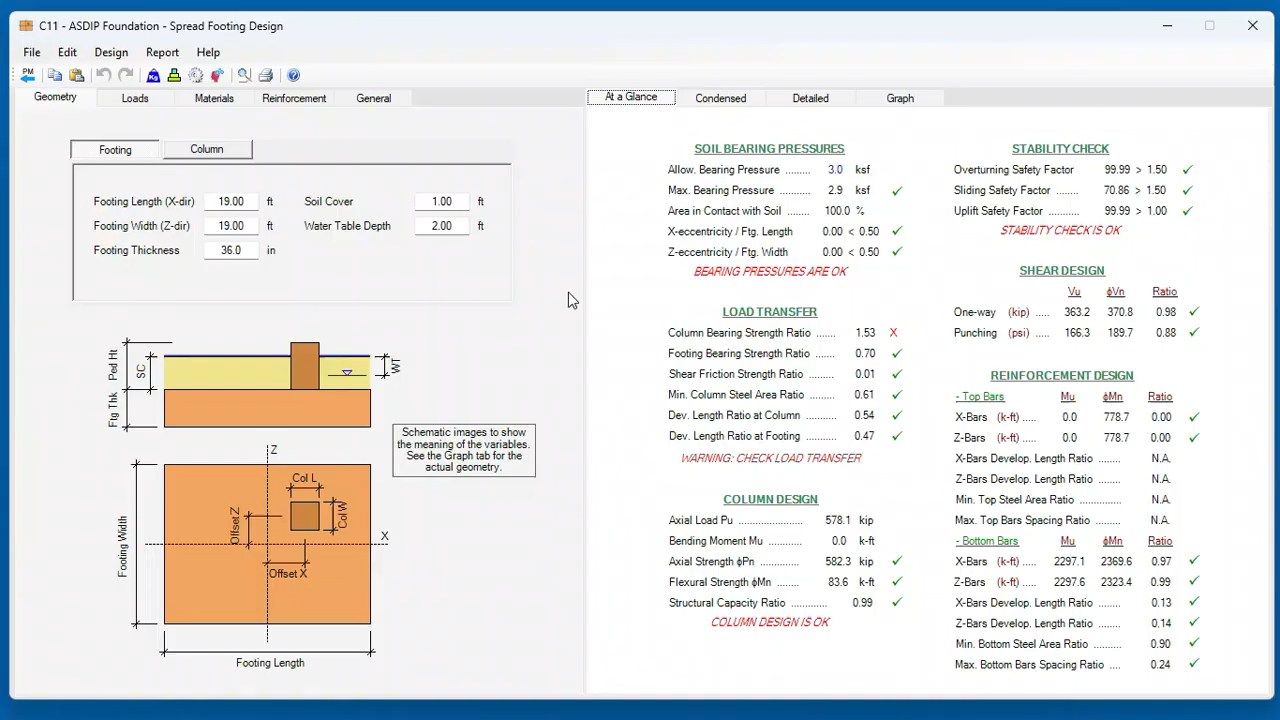 C11 - ASDIP Foundation - Spread Footing Design
File Edit Design Report Help
PM
Kg
Geometry Loads Materials Reinforcement General
At a Glance Condensed Detailed Graph
Footing Column
Footing Length (X-dir) 19.00 ft Soil Cover 1.00 ft
Footing Width (Z-dir) 19.00 ft Water Table Depth 2.00 ft
Footing Thickness 36.0 in
Ped Ht
SC
WT
Ftg Thk
Schematic images to show
the meaning of the variables.
See the Graph tab for the
actual geometry.
Z
Col L
Col W
Offset Z
X
Offset X
Footing Width
Footing Length
SOIL BEARING PRESSURES
Allow. Bearing Pressure ......... 3.0 ksf
Max. Bearing Pressure ......... 2.9 ksf ✓
Area in Contact with Soil ...... 100.0 %
X-eccentricity / Ftg. Length 0.00 < 0.50 ✓
Z-eccentricity / Ftg. Width 0.00 < 0.50 ✓
BEARING PRESSURES ARE OK
LOAD TRANSFER
Column Bearing Strength Ratio ...... 1.53 X
Footing Bearing Strength Ratio ..... 0.70 ✓
Shear Friction Strength Ratio ....... 0.01 ✓
Min. Column Steel Area Ratio ...... 0.61 ✓
Dev. Length Ratio at Column ....... 0.54 ✓
Dev. Length Ratio at Footing ....... 0.47 ✓
WARNING: CHECK LOAD TRANSFER
COLUMN DESIGN
Axial Load Pu ................. 578.1 kip
Bending Moment Mu ............ 0.0 k-ft
Axial Strength ϕPn ............ 582.3 kip ✓
Flexural Strength ϕMn ........ 83.6 k-ft ✓
Structural Capacity Ratio ............. 0.99 ✓
COLUMN DESIGN IS OK
STABILITY CHECK
Overturning Safety Factor 99.99 > 1.50 ✓
Sliding Safety Factor ........ 70.86 > 1.50 ✓
Uplift Safety Factor .......... 99.99 > 1.00 ✓
STABILITY CHECK IS OK
SHEAR DESIGN
Vu ϕVn Ratio
One-way (kip) ..... 363.2 370.8 0.98 ✓
Punching (psi) ..... 166.3 189.7 0.88 ✓
REINFORCEMENT DESIGN
- Top Bars Mu ϕMn Ratio
X-Bars (k-ft) ..... 0.0 778.7 0.00 ✓
Z-Bars (k-ft) ..... 0.0 778.7 0.00 ✓
X-Bars Develop. Length Ratio ........ N.A.
Z-Bars Develop. Length Ratio ........ N.A.
Min. Top Steel Area Ratio ........ N.A.
Max. Top Bars Spacing Ratio ........ N.A.
- Bottom Bars Mu ϕMn Ratio
X-Bars (k-ft) ..... 2297.1 2369.6 0.97 ✓
Z-Bars (k-ft) ..... 2297.6 2323.4 0.99 ✓
X-Bars Develop. Length Ratio ........ 0.13 ✓
Z-Bars Develop. Length Ratio ........ 0.14 ✓
Min. Bottom Steel Area Ratio ........ 0.90 ✓
Max. Bottom Bars Spacing Ratio .... 0.24 ✓